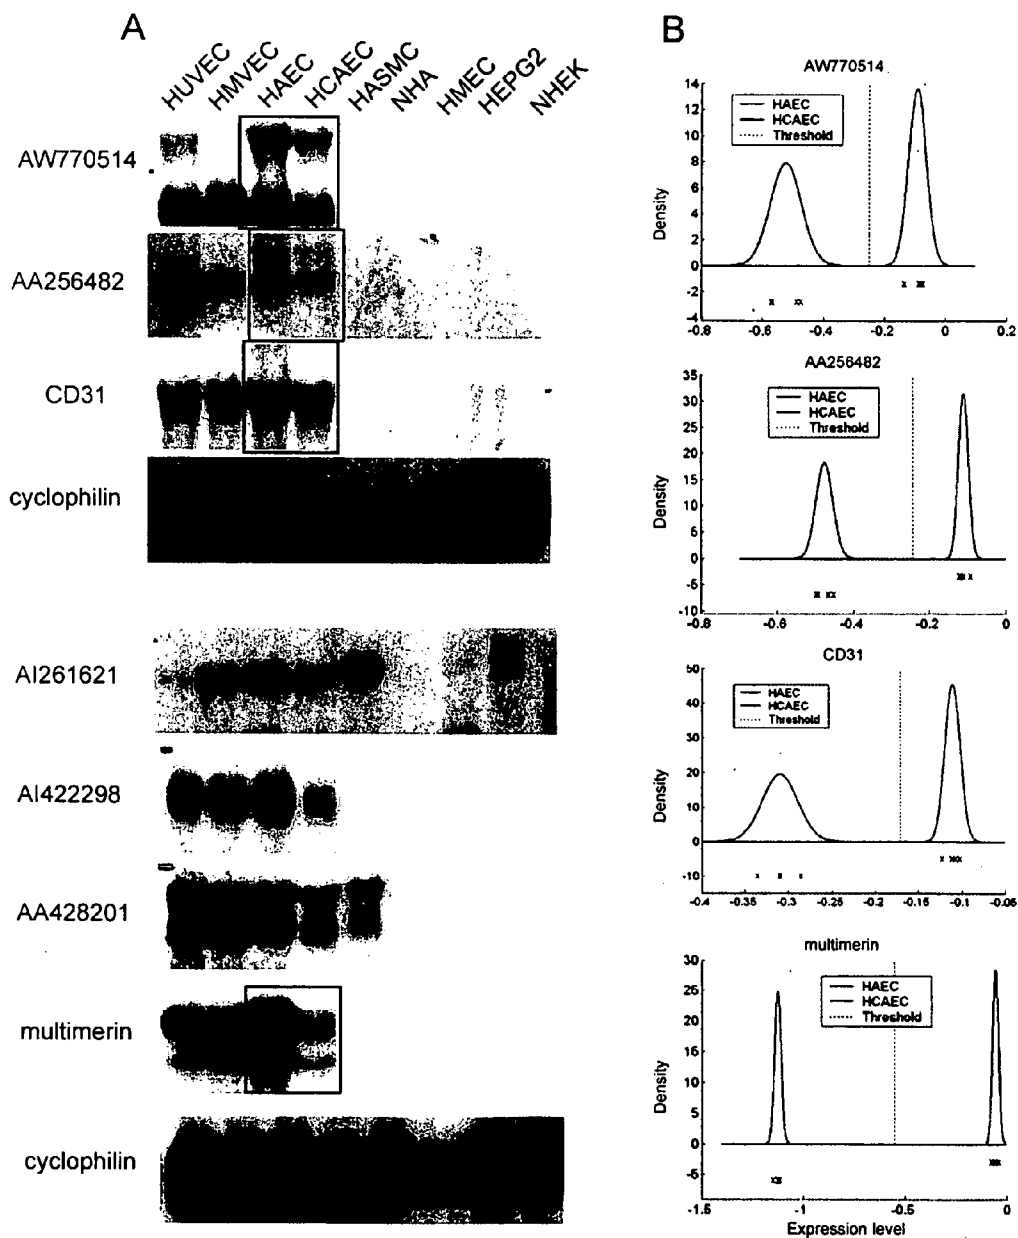 A
HUVEC HMVEC HAEC HCAEC HASMC NHA HMEC HEPG2 NHEK
AW770514
AA256482
CD31
cyclophilin
AI261621
AI422298
AA428201
multimerin
cyclophilin
B
AW770514
14
12
10
8
6
4
2
0
-2
-4
Density
HAEC
HCAEC
Threshold
-0.8 -0.6 -0.4 -0.2 0 0.2
AA256482
35
30
25
20
15
10
5
0
-5
-10
Density
HAEC
HCAEC
Threshold
-0.8 -0.6 -0.4 -0.2 0
CD31
50
40
30
20
10
0
-10
Density
HAEC
HCAEC
Threshold
-0.4 -0.35 -0.3 -0.25 -0.2 -0.15 -0.1 -0.05
multimerin
30
25
20
15
10
5
0
-5
Density
HAEC
HCAEC
Threshold
-1.5 -1 -0.5 0
Expression level